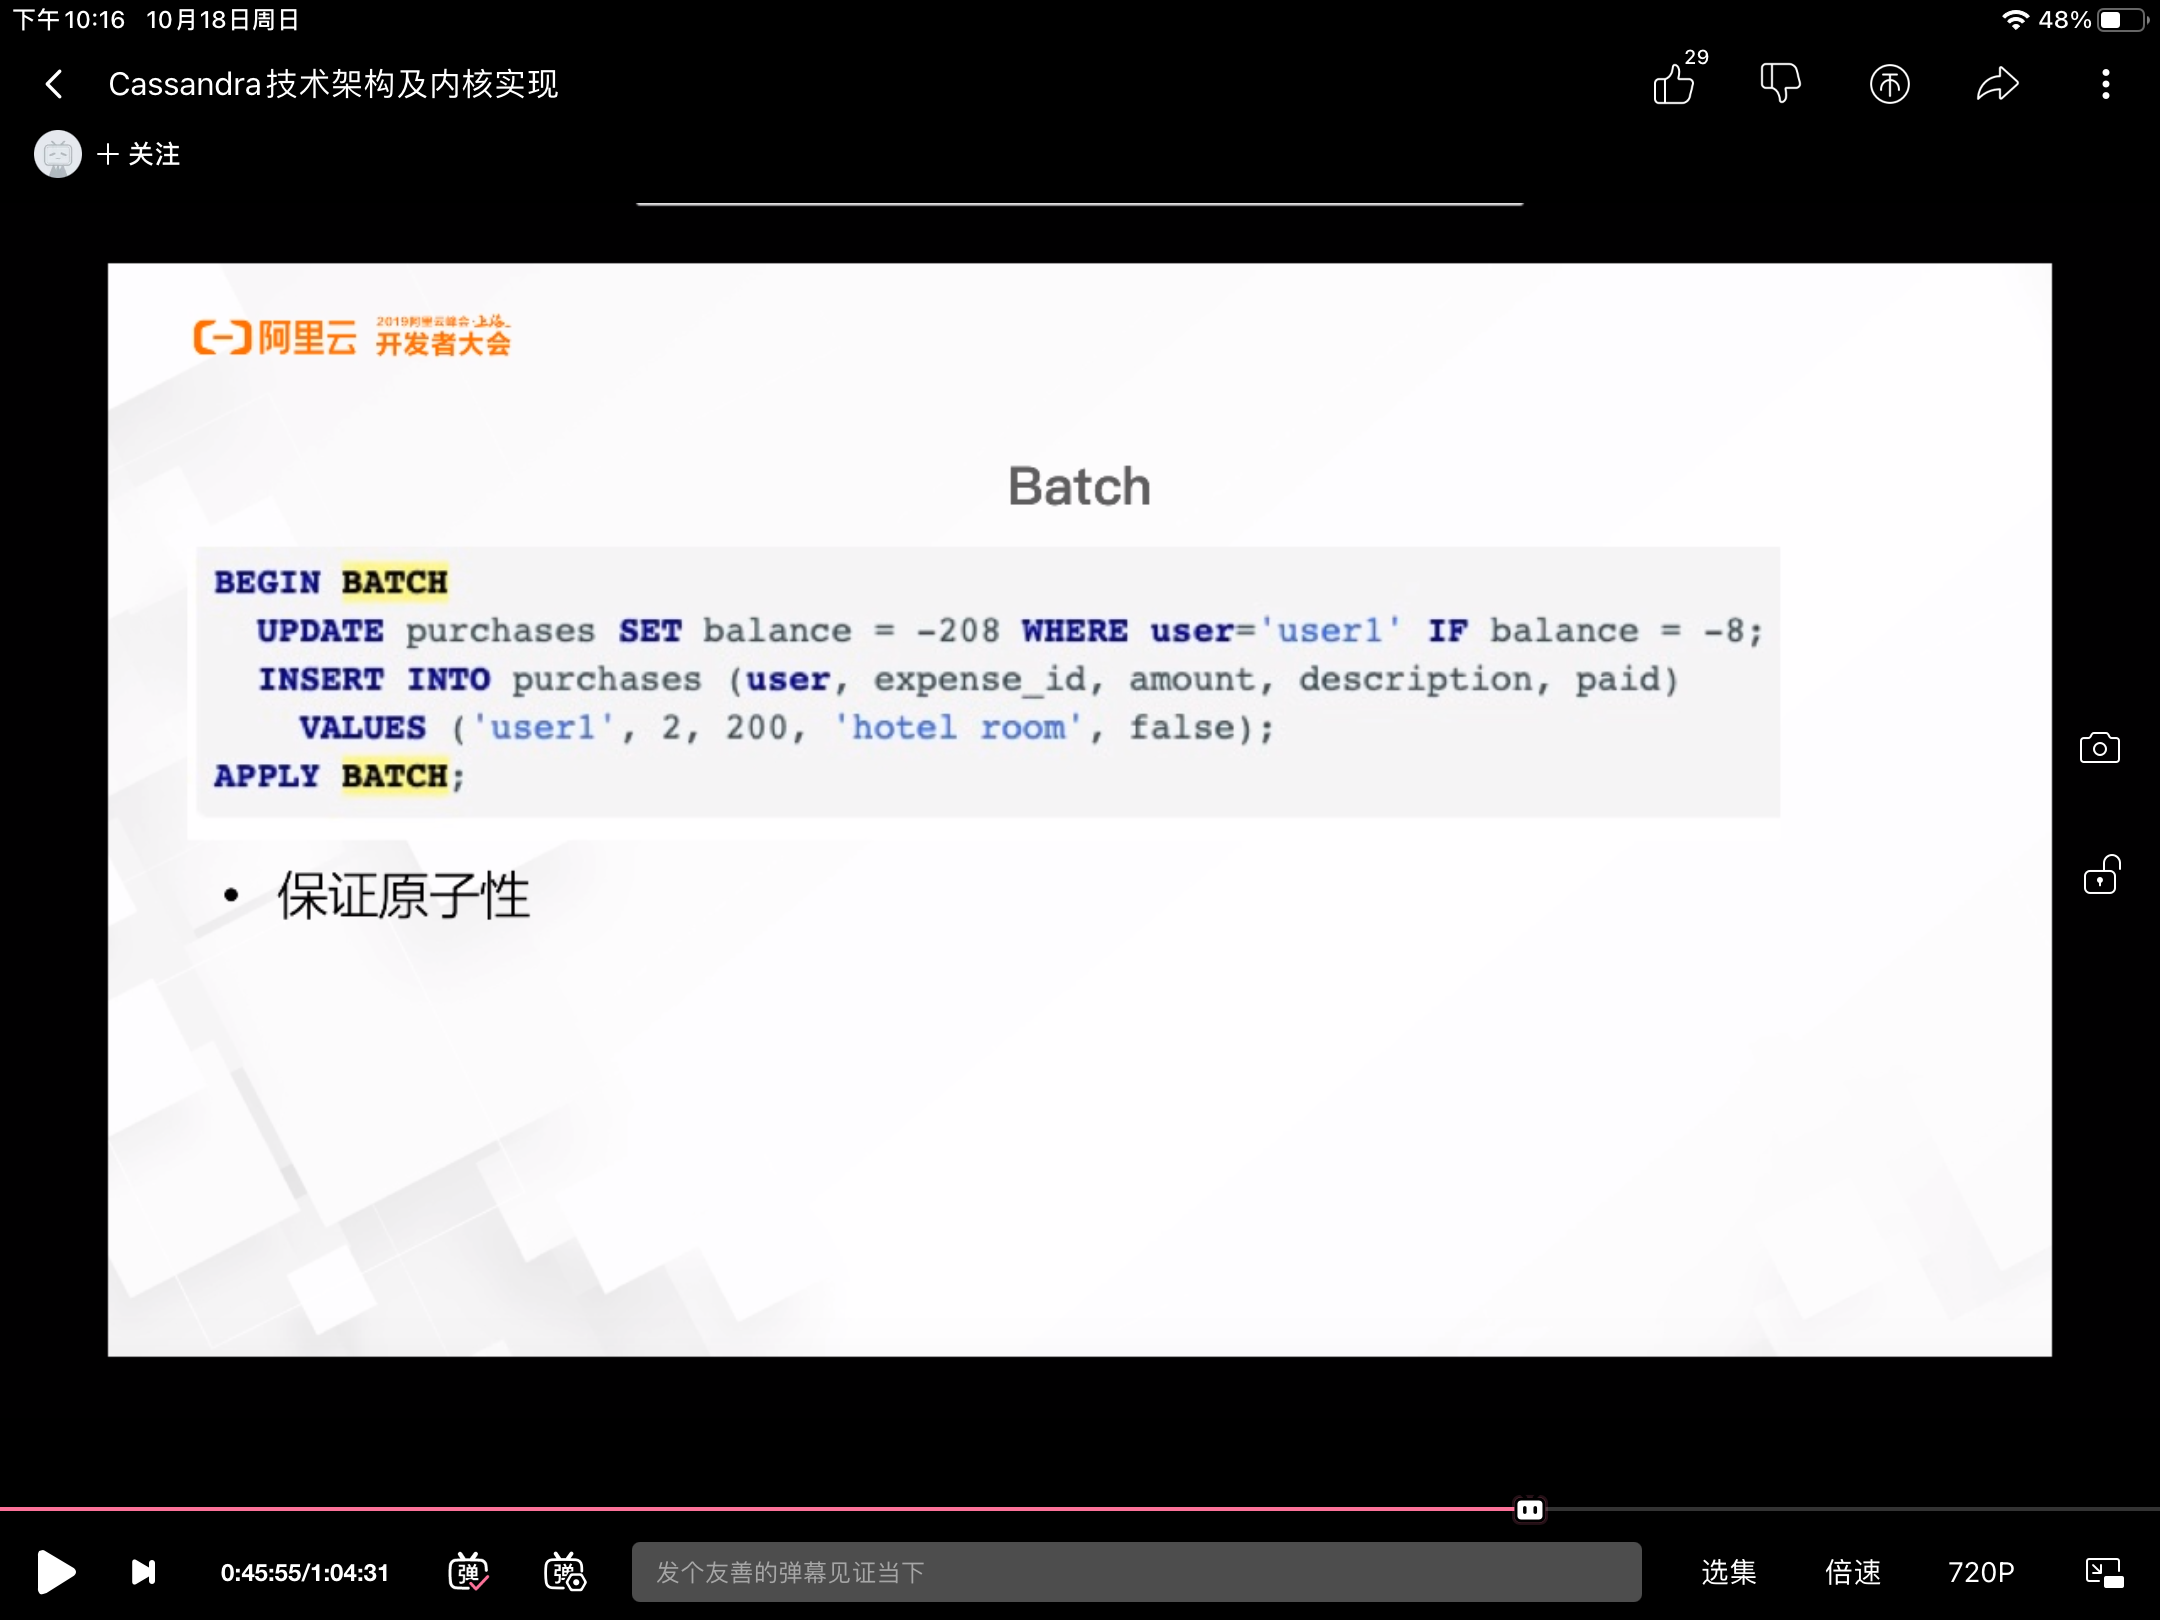 下午10:16 10月18日周日
48%
Cassandra技术架构及内核实现
29
+ 关注
阿里云
2019阿里云峰会·上海
开发者大会
Batch
BEGIN BATCH
UPDATE purchases SET balance = -208 WHERE user='user1' IF balance = -8;
INSERT INTO purchases (user, expense_id, amount, description, paid)
VALUES ('user1', 2, 200, 'hotel room', false);
APPLY BATCH;
• 保证原子性
0:45:55/1:04:31
弹
弹
发个友善的弹幕见证当下
选集
倍速
720P